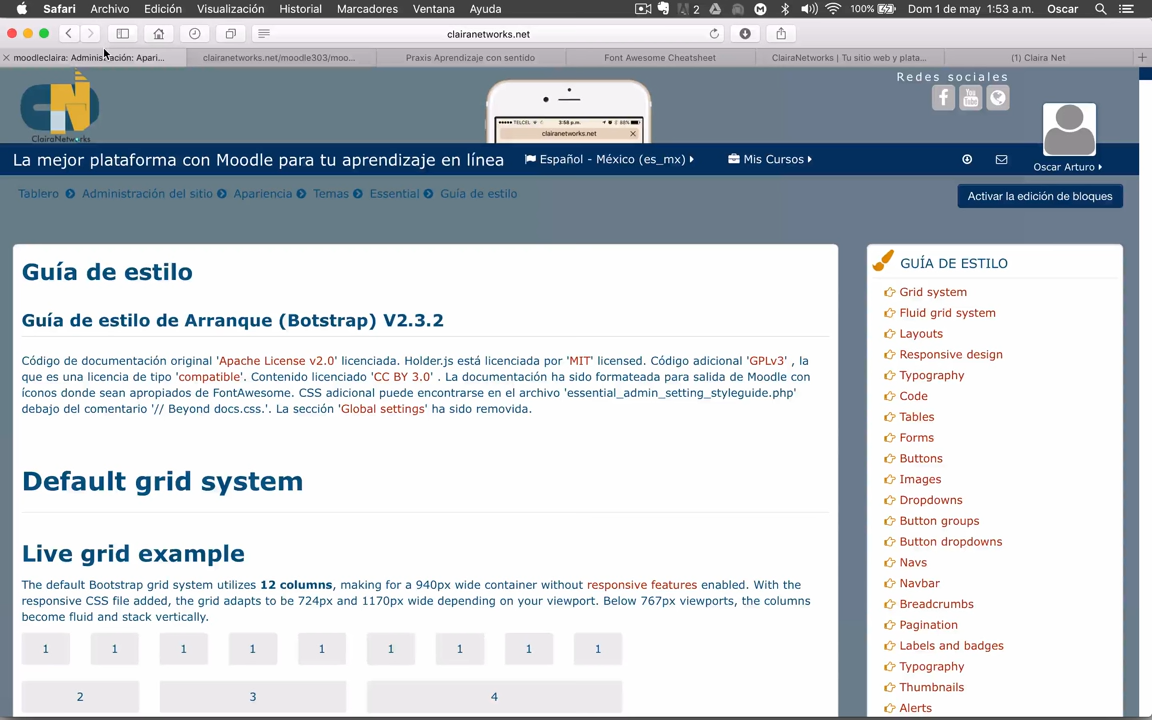 Safari Archivo Edición Visualización Historial Marcadores Ventana Ayuda 2 100% Dom 1 de may 1:53 a.m. Oscar
clairanetworks.net
moodleclaira: Administración: Apari... clairanetworks.net/moodle303/moo... Praxis Aprendizaje con sentido Font Awesome Cheatsheet ClairaNetworks | Tu sitio web y plata... (1) Claira Net
Redes sociales
ClairaNetworks
TELCEL 3:58 p.m. 88%
clairanetworks.net
La mejor plataforma con Moodle para tu aprendizaje en línea Español - México (es_mx) Mis Cursos Oscar Arturo
Tablero Administración del sitio Apariencia Temas Essential Guía de estilo Activar la edición de bloques
Guía de estilo
Guía de estilo de Arranque (Botstrap) V2.3.2
Código de documentación original 'Apache License v2.0' licenciada. Holder.js está licenciada por 'MIT' licensed. Código adicional 'GPLv3' , la
que es una licencia de tipo 'compatible'. Contenido licenciado 'CC BY 3.0' . La documentación ha sido formateada para salida de Moodle con
íconos donde sean apropiados de FontAwesome. CSS adicional puede encontrarse en el archivo 'essential_admin_setting_styleguide.php'
debajo del comentario '// Beyond docs.css.'. La sección 'Global settings' ha sido removida.
Default grid system
Live grid example
The default Bootstrap grid system utilizes 12 columns, making for a 940px wide container without responsive features enabled. With the
responsive CSS file added, the grid adapts to be 724px and 1170px wide depending on your viewport. Below 767px viewports, the columns
become fluid and stack vertically.
1 1 1 1 1 1 1 1 1
2 3 4
GUÍA DE ESTILO
Grid system
Fluid grid system
Layouts
Responsive design
Typography
Code
Tables
Forms
Buttons
Images
Dropdowns
Button groups
Button dropdowns
Navs
Navbar
Breadcrumbs
Pagination
Labels and badges
Typography
Thumbnails
Alerts